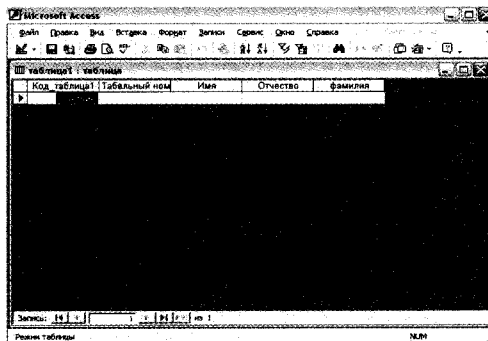 Microsoft Access
Файл Правка Вид Вставка Формат Записи Сервис Окно Справка
таблица1 : таблица
Код_таблица1 Табельный ном Имя Отчество фамилия
Запись: 1 из 1
Режим таблицы NUM